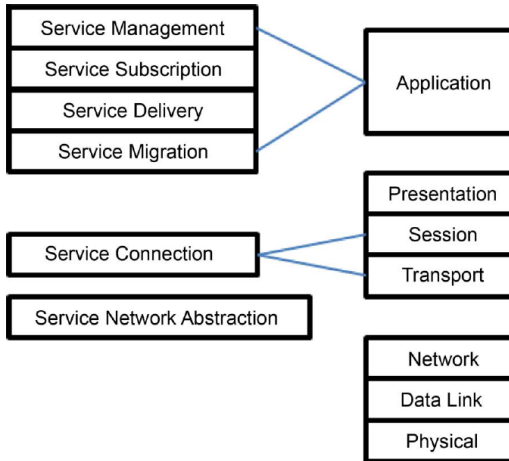 Service Management
Service Subscription
Service Delivery
Service Migration
Application
Presentation
Session
Transport
Service Connection
Service Network Abstraction
Network
Data Link
Physical